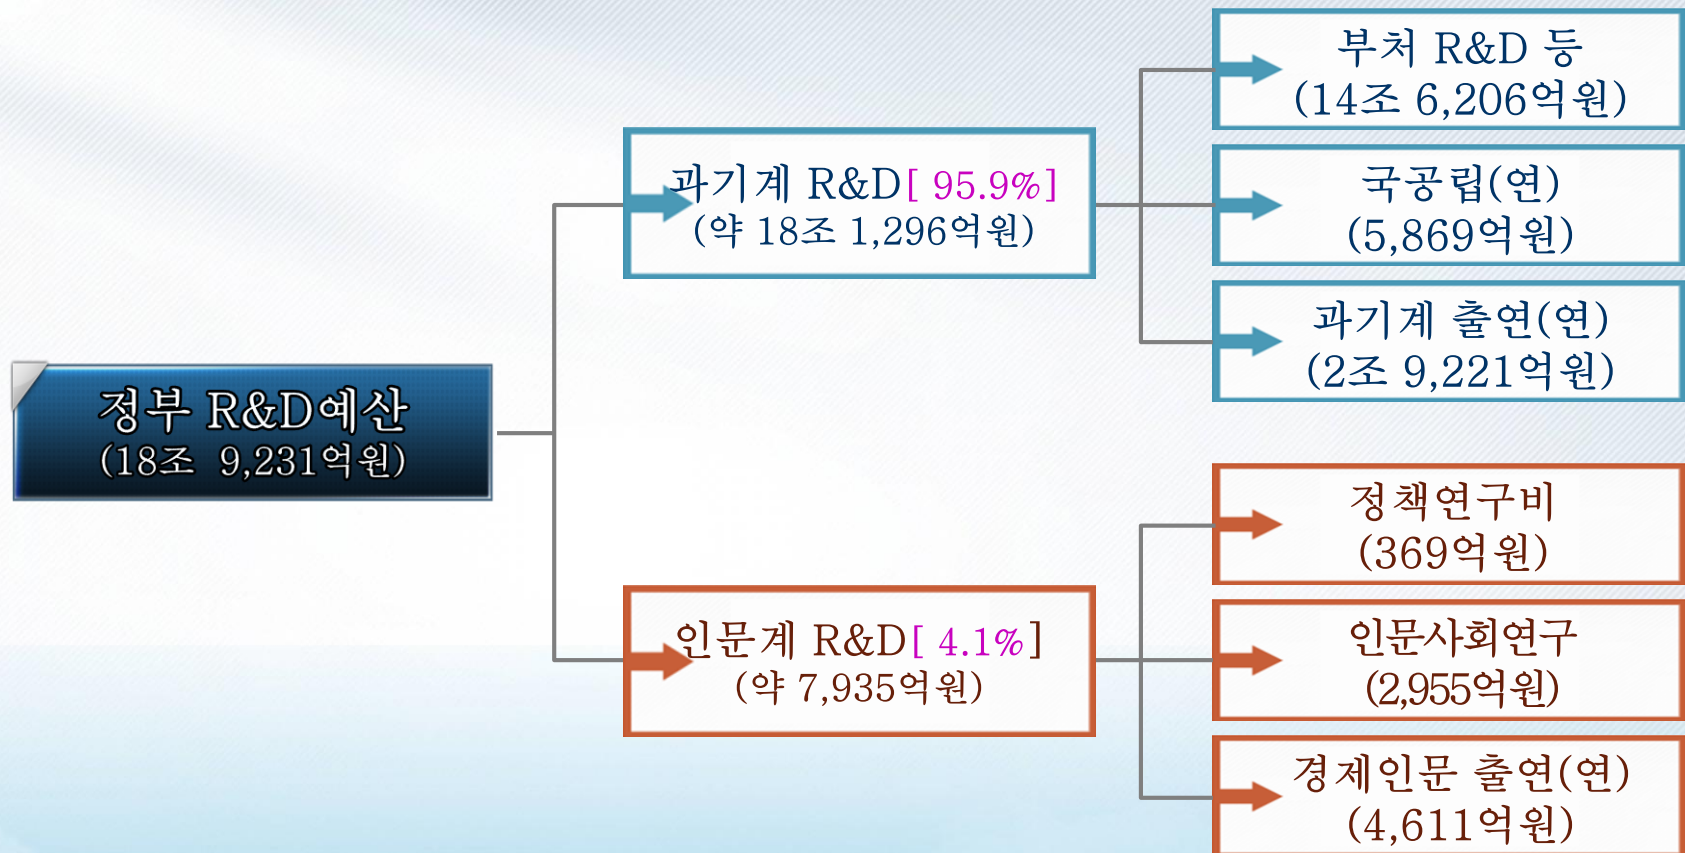 정부 R&D예산
(18조 9,231억원)
과기계 R&D[ 95.9%]
(약 18조 1,296억원)
부처 R&D 등
(14조 6,206억원)
국공립(연)
(5,869억원)
과기계 출연(연)
(2조 9,221억원)
인문계 R&D[ 4.1%]
(약 7,935억원)
정책연구비
(369억원)
인문사회연구
(2,955억원)
경제인문 출연(연)
(4,611억원)